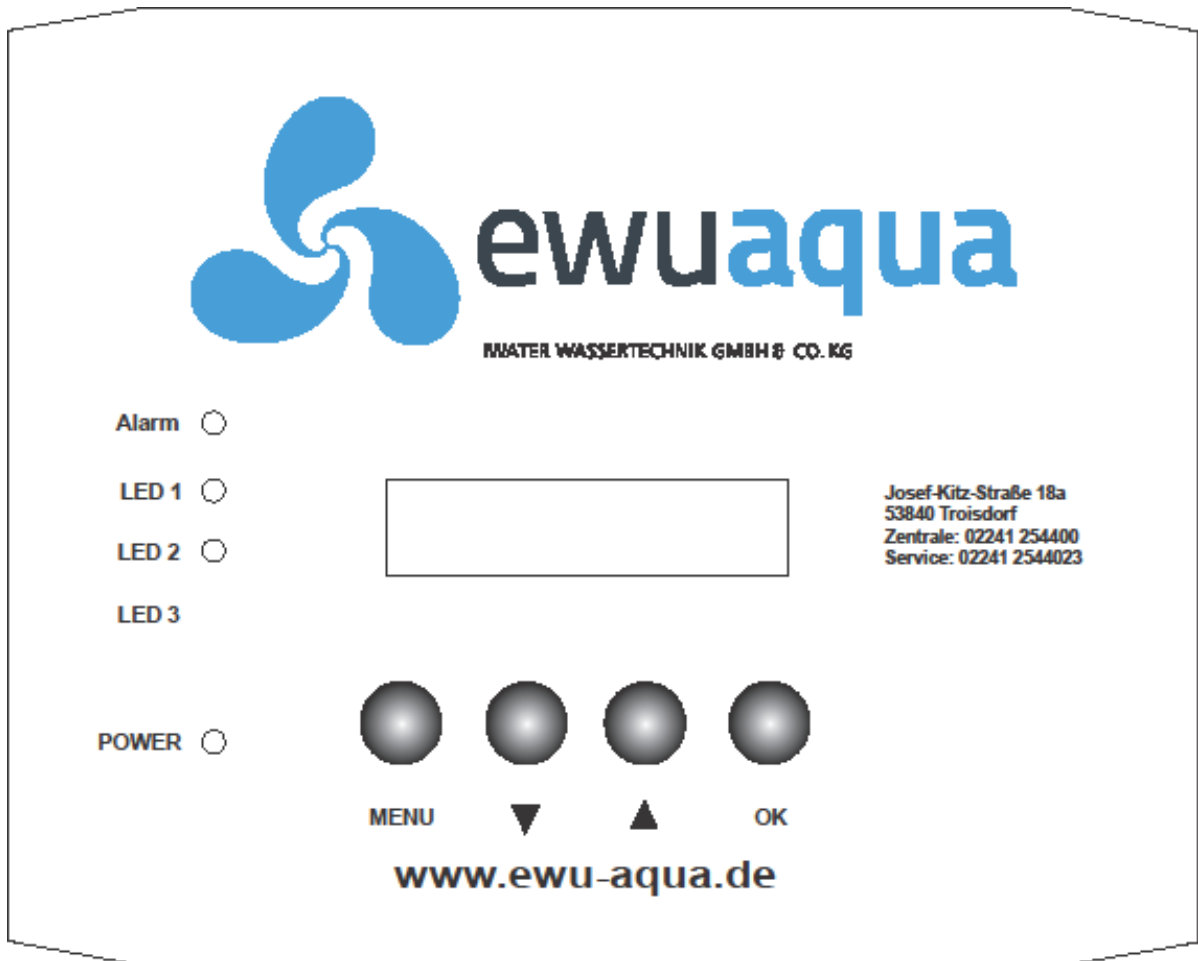 ewuaqua
IWATER WASSERTECHNIK GMBH & CO. KG
Alarm
LED 1
LED 2
LED 3
POWER
Josef-Kitz-Straße 18a
53840 Troisdorf
Zentrale: 02241 254400
Service: 02241 2544023
MENU ▼ ▲ OK
www.ewu-aqua.de